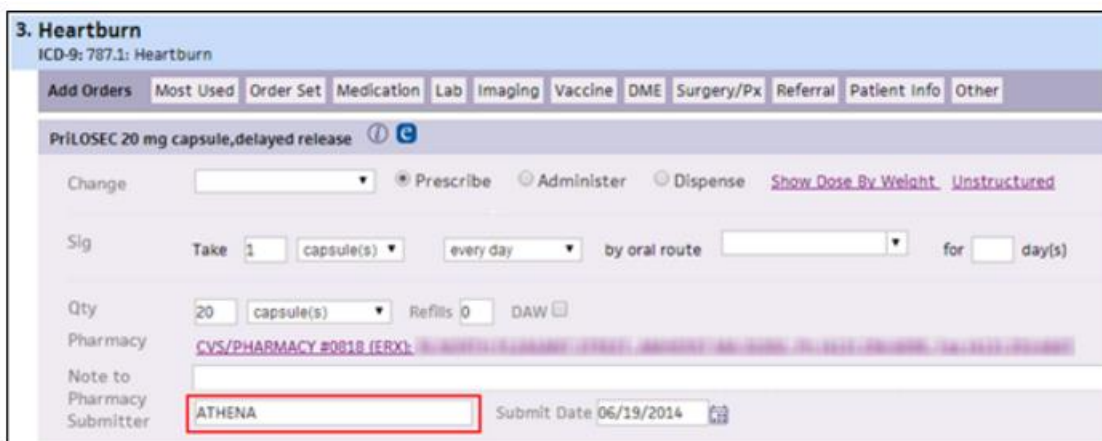 3. Heartburn
ICD-9: 787.1: Heartburn
Add Orders Most Used Order Set Medication Lab Imaging Vaccine DME Surgery/Px Referral Patient Info Other
PriLOSEC 20 mg capsule,delayed release i e
Change Prescribe Administer Dispense Show Dose By Weight Unstructured
Sig Take 1 capsule(s) every day by oral route for day(s)
Qty 20 capsule(s) Refills 0 DAW
Pharmacy CVS/PHARMACY #0818 (ERX):
Note to
Pharmacy
Submitter ATHENA Submit Date 06/19/2014